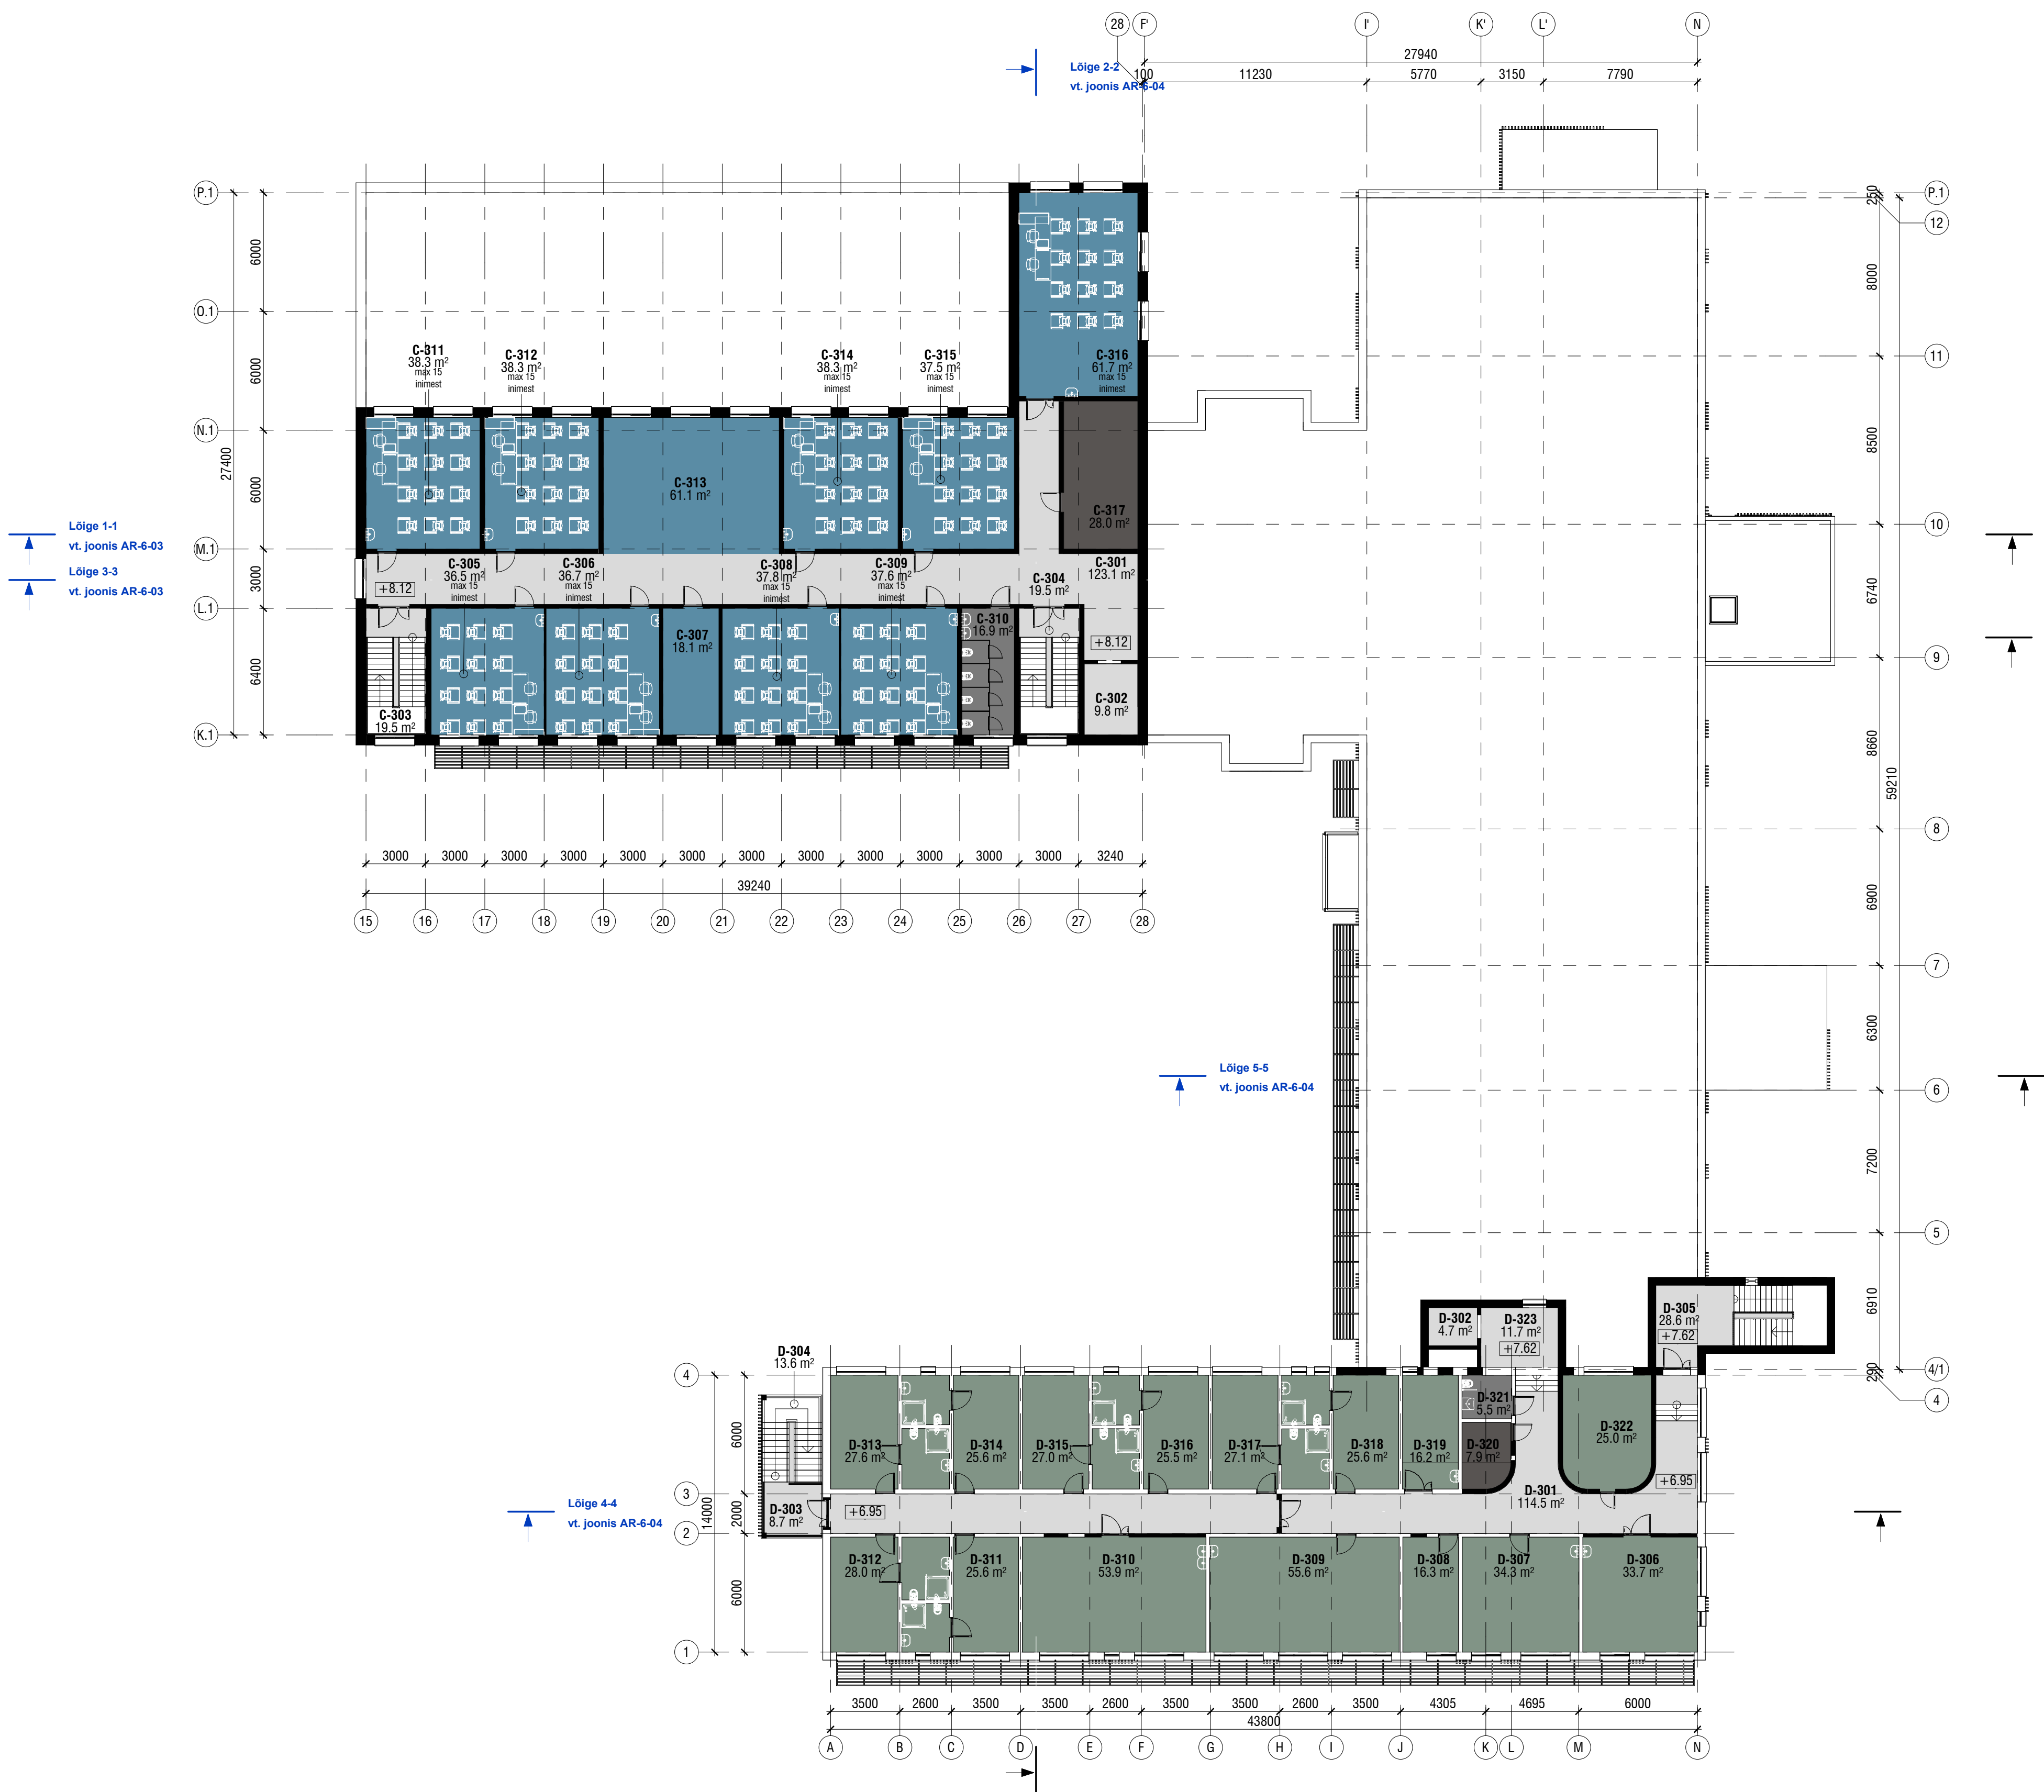 28 F' I' K' L' N
27940
100 11230 5770 3150 7790
Lõige 2-2
vt. joonis AR-6-04
P.1
O.1
N.1
M.1
L.1
K.1
27400
6000
6000
6000
3000
6400
Lõige 1-1
vt. joonis AR-6-03
Lõige 3-3
vt. joonis AR-6-03
C-311
38.3 m²
max 15
inimest
C-312
38.3 m²
max 15
inimest
C-314
38.3 m²
max 15
inimest
C-315
37.5 m²
max 15
inimest
C-316
61.7 m²
max 15
inimest
C-313
61.1 m²
C-317
28.0 m²
C-305
36.5 m²
max 15
inimest
C-306
36.7 m²
max 15
inimest
C-308
37.8 m²
max 15
inimest
C-309
37.6 m²
max 15
inimest
C-304
19.5 m²
C-301
123.1 m²
+8.12
C-307
18.1 m²
C-310
16.9 m²
+8.12
C-303
19.5 m²
C-302
9.8 m²
3000 3000 3000 3000 3000 3000 3000 3000 3000 3000 3000 3000 3240
39240
15 16 17 18 19 20 21 22 23 24 25 26 27 28
P.1
12
11
10
9
8
7
6
5
4/1
4
250
8000
8500
6740
8660
6900
6300
7200
6910
290
59210
Lõige 5-5
vt. joonis AR-6-04
D-302
4.7 m²
D-323
11.7 m²
+7.62
D-305
28.6 m²
+7.62
D-304
13.6 m²
4
3
2
1
14000
6000
2000
6000
Lõige 4-4
vt. joonis AR-6-04
D-313
27.6 m²
D-314
25.6 m²
D-315
27.0 m²
D-316
25.5 m²
D-317
27.1 m²
D-318
25.6 m²
D-319
16.2 m²
D-321
5.5 m²
D-320
7.9 m²
D-322
25.0 m²
D-303
8.7 m²
+6.95
D-301
114.5 m²
+6.95
D-312
28.0 m²
D-311
25.6 m²
D-310
53.9 m²
D-309
55.6 m²
D-308
16.3 m²
D-307
34.3 m²
D-306
33.7 m²
3500 2600 3500 3500 2600 3500 3500 2600 3500 4305 4695 6000
43800
A B C D E F G H I J K L M N